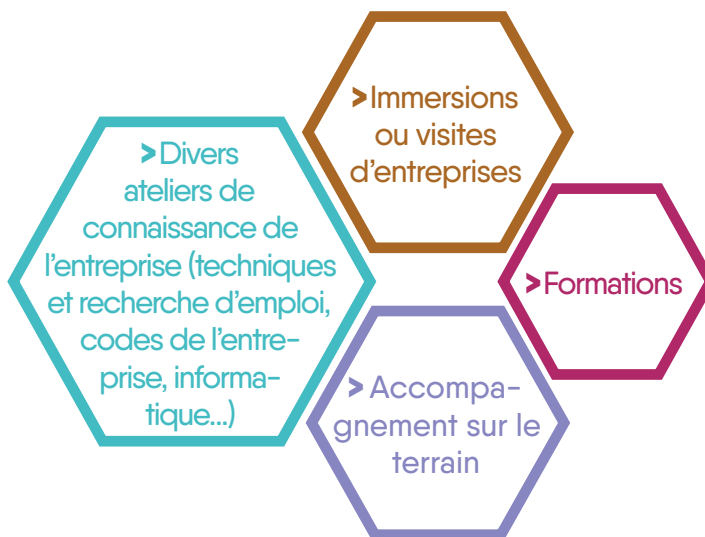 >Divers
ateliers de
connaissance de
l’entreprise (techniques
et recherche d’emploi,
codes de l’entre-
prise, informa-
tique...)
>Immersions
ou visites
d’entreprises
>Formations
> Accompa-
gnement sur le
terrain